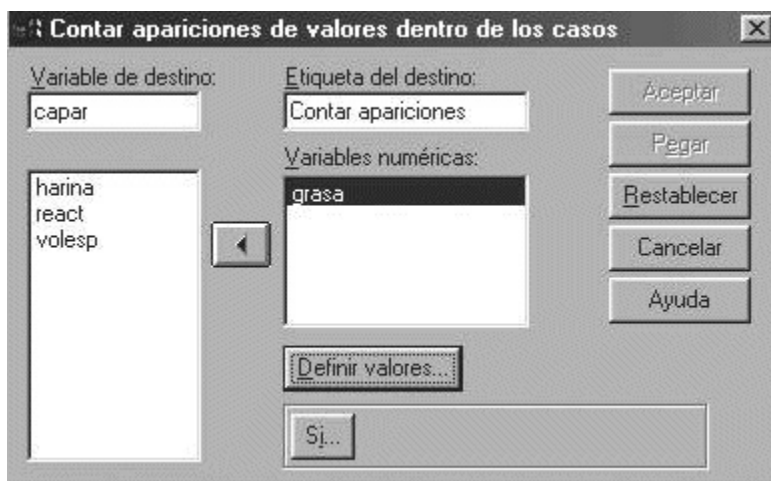 Contar apariciones de valores dentro de los casos
Variable de destino:
capar
Etiqueta del destino:
Contar apariciones
Variables numéricas:
grasa
harina
react
volesp
Definir valores...
Si...
Aceptar
Pegar
Restablecer
Cancelar
Ayuda